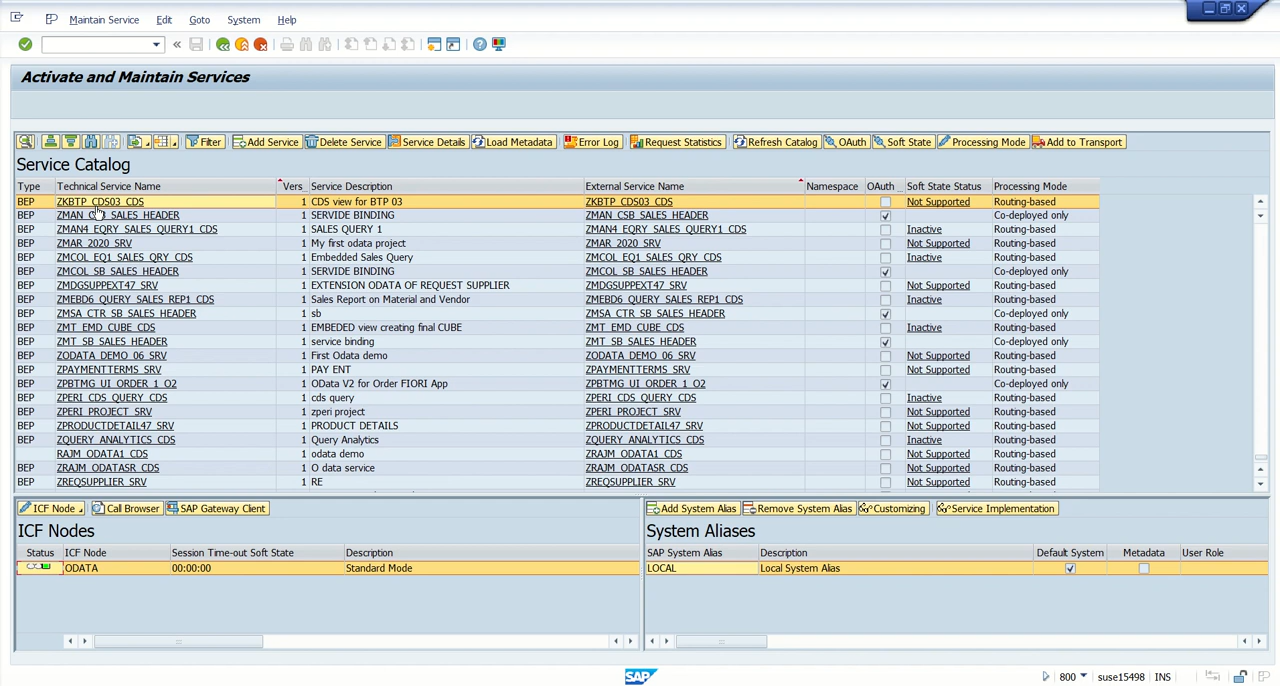 Maintain Service Edit Goto System Help
Activate and Maintain Services
Filter Add Service Delete Service Service Details Load Metadata Error Log Request Statistics Refresh Catalog OAuth Soft State Processing Mode Add to Transport
Service Catalog
Type Technical Service Name Vers Service Description External Service Name Namespace OAuth ... Soft State Status Processing Mode
BEP ZKBTP_CDS03_CDS 1 CDS view for BTP 03 ZKBTP_CDS03_CDS Not Supported Routing-based
BEP 1 SERVICE BINDING ZMAN_CSB_SALES_HEADER Co-deployed only
BEP ZMAN4_EQRY_SALES_QUERY1_CDS 1 SALES QUERY 1 ZMAN4_EQRY_SALES_QUERY1_CDS Inactive Routing-based
BEP ZMAR_2020_SRV 1 My first odata project ZMAR_2020_SRV Not Supported Routing-based
BEP ZMCOL_EQ1_SALES_QRY_CDS 1 Embedded Sales Query ZMCOL_EQ1_SALES_QRY_CDS Inactive Routing-based
BEP ZMCOL_SB_SALES_HEADER 1 SERVICE BINDING ZMCOL_SB_SALES_HEADER Co-deployed only
BEP ZMDGSUPPEXT47_SRV 1 EXTENSION ODATA OF REQUEST SUPPLIER ZMDGSUPPEXT47_SRV Not Supported Routing-based
BEP ZMEBD6_QUERY_SALES_REP1_CDS 1 Sales Report on Material and Vendor ZMEBD6_QUERY_SALES_REP1_CDS Inactive Routing-based
BEP ZMSA_CTR_SB_SALES_HEADER 1 sb ZMSA_CTR_SB_SALES_HEADER Co-deployed only
BEP ZMT_EMD_CUBE_CDS 1 EMBEDED view creating final CUBE ZMT_EMD_CUBE_CDS Inactive Routing-based
BEP ZMT_SB_SALES_HEADER 1 service binding ZMT_SB_SALES_HEADER Co-deployed only
BEP ZODATA_DEMO_06_SRV 1 First Odata demo ZODATA_DEMO_06_SRV Not Supported Routing-based
BEP ZPAYMENTTERMS_SRV 1 PAY ENT ZPAYMENTTERMS_SRV Not Supported Routing-based
BEP ZPBTMG_UI_ORDER_1_O2 1 OData V2 for Order FIORI App ZPBTMG_UI_ORDER_1_O2 Co-deployed only
BEP ZPERI_CDS_QUERY_CDS 1 cds query ZPERI_CDS_QUERY_CDS Inactive Routing-based
BEP ZPERI_PROJECT_SRV 1 zperi project ZPERI_PROJECT_SRV Not Supported Routing-based
BEP ZPRODUCTDETAIL47_SRV 1 PRODUCT DETAILS ZPRODUCTDETAIL47_SRV Not Supported Routing-based
BEP ZQUERY_ANALYTICS_CDS 1 Query Analytics ZQUERY_ANALYTICS_CDS Inactive Routing-based
RAJM_ODATA1_CDS 1 odata demo RAJM_ODATA1_CDS Not Supported Routing-based
BEP ZRAJM_ODATASR_CDS 1 O data service ZRAJM_ODATASR_CDS Not Supported Routing-based
BEP ZREQSUPPLIER_SRV 1 RE ZREQSUPPLIER_SRV Not Supported Routing-based
ICF Node Call Browser SAP Gateway Client
ICF Nodes
Status ICF Node Session Time-out Soft State Description
ODATA 00:00:00 Standard Mode
Add System Alias Remove System Alias Customizing Service Implementation
System Aliases
SAP System Alias Description Default System Metadata User Role
LOCAL Local System Alias
SAP
800 suse15498 INS